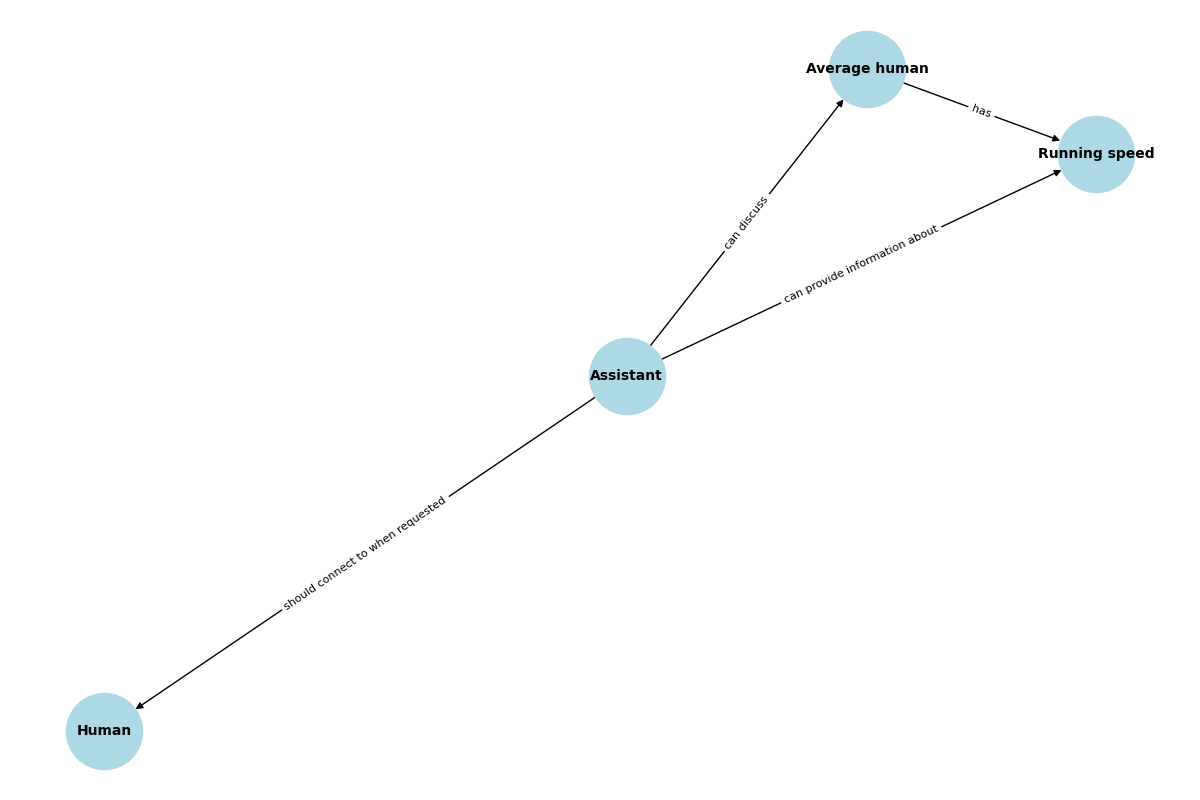 Average human
has
Running speed
can discuss
can provide information about
Assistant
should connect to when requested
Human